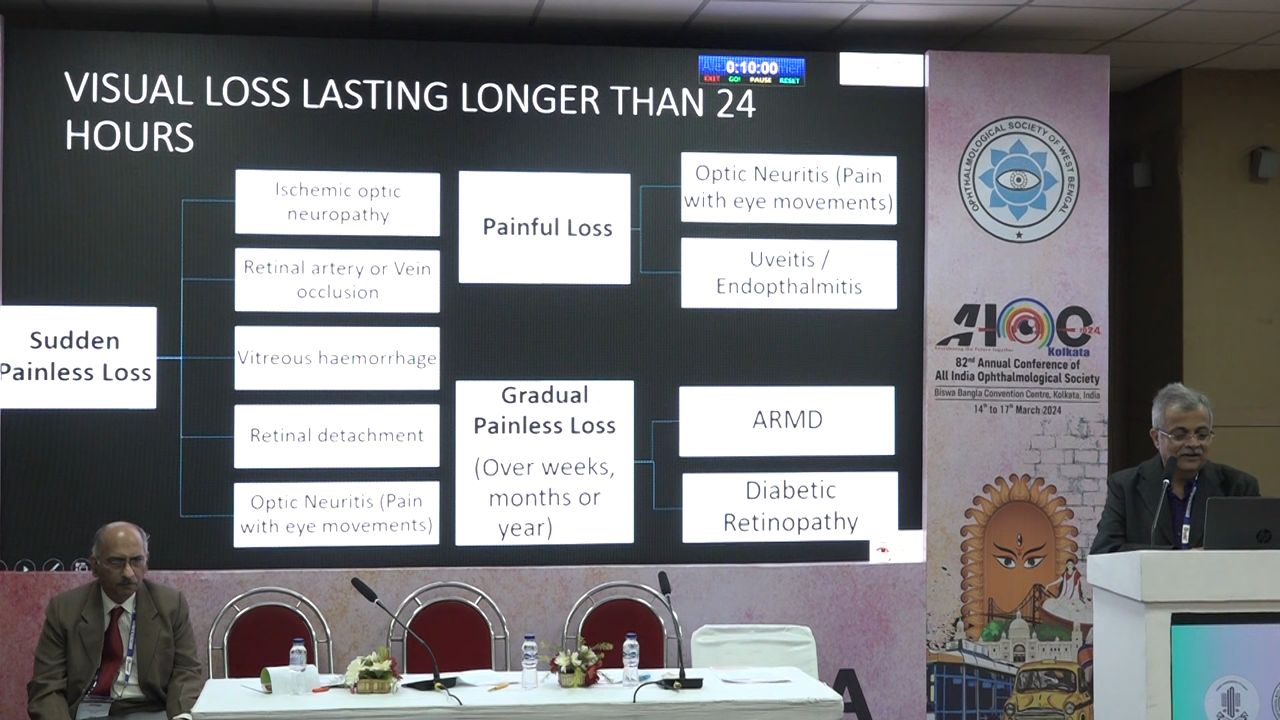 VISUAL LOSS LASTING LONGER THAN 24
HOURS
0:10:00
EXIT GO! PAUSE RESET
Sudden
Painless Loss
Ischemic optic
neuropathy
Retinal artery or Vein
occlusion
Vitreous haemorrhage
Retinal detachment
Optic Neuritis (Pain
with eye movements)
Painful Loss
Optic Neuritis (Pain
with eye movements)
Uveitis /
Endopthalmitis
Gradual
Painless Loss
(Over weeks,
months or
year)
ARMD
Diabetic
Retinopathy
OPHTHALMOLOGICAL SOCIETY OF WEST BENGAL
AIOC
2024
Kolkata
82nd Annual Conference of
All India Ophthalmological Society
Biswa Bangla Convention Centre, Kolkata, India
14th to 17th March 2024
hp
A